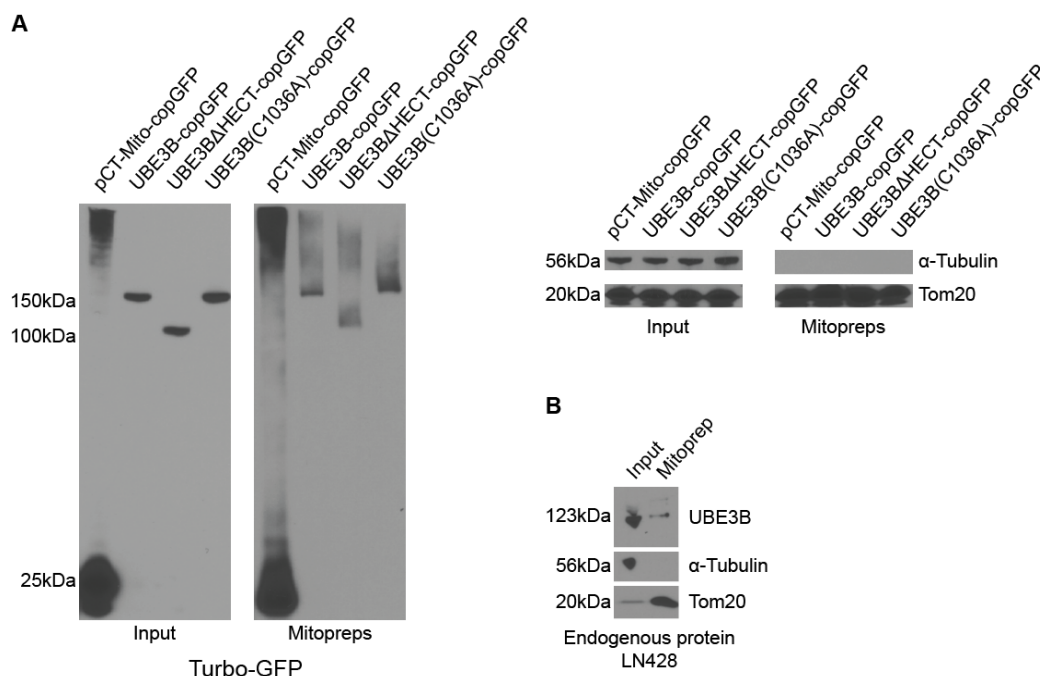 A
pCT-Mito-copGFP
UBE3B-copGFP
UBE3BΔHECT-copGFP
UBE3B(C1036A)-copGFP
pCT-Mito-copGFP
UBE3B-copGFP
UBE3BΔHECT-copGFP
UBE3B(C1036A)-copGFP
150kDa
100kDa
25kDa
Input
Mitopreps
Turbo-GFP
pCT-Mito-copGFP
UBE3B-copGFP
UBE3BΔHECT-copGFP
UBE3B(C1036A)-copGFP
pCT-Mito-copGFP
UBE3B-copGFP
UBE3BΔHECT-copGFP
UBE3B(C1036A)-copGFP
56kDa α-Tubulin
20kDa Tom20
Input
Mitopreps
B
Input
Mitoprep
123kDa UBE3B
56kDa α-Tubulin
20kDa Tom20
Endogenous protein
LN428